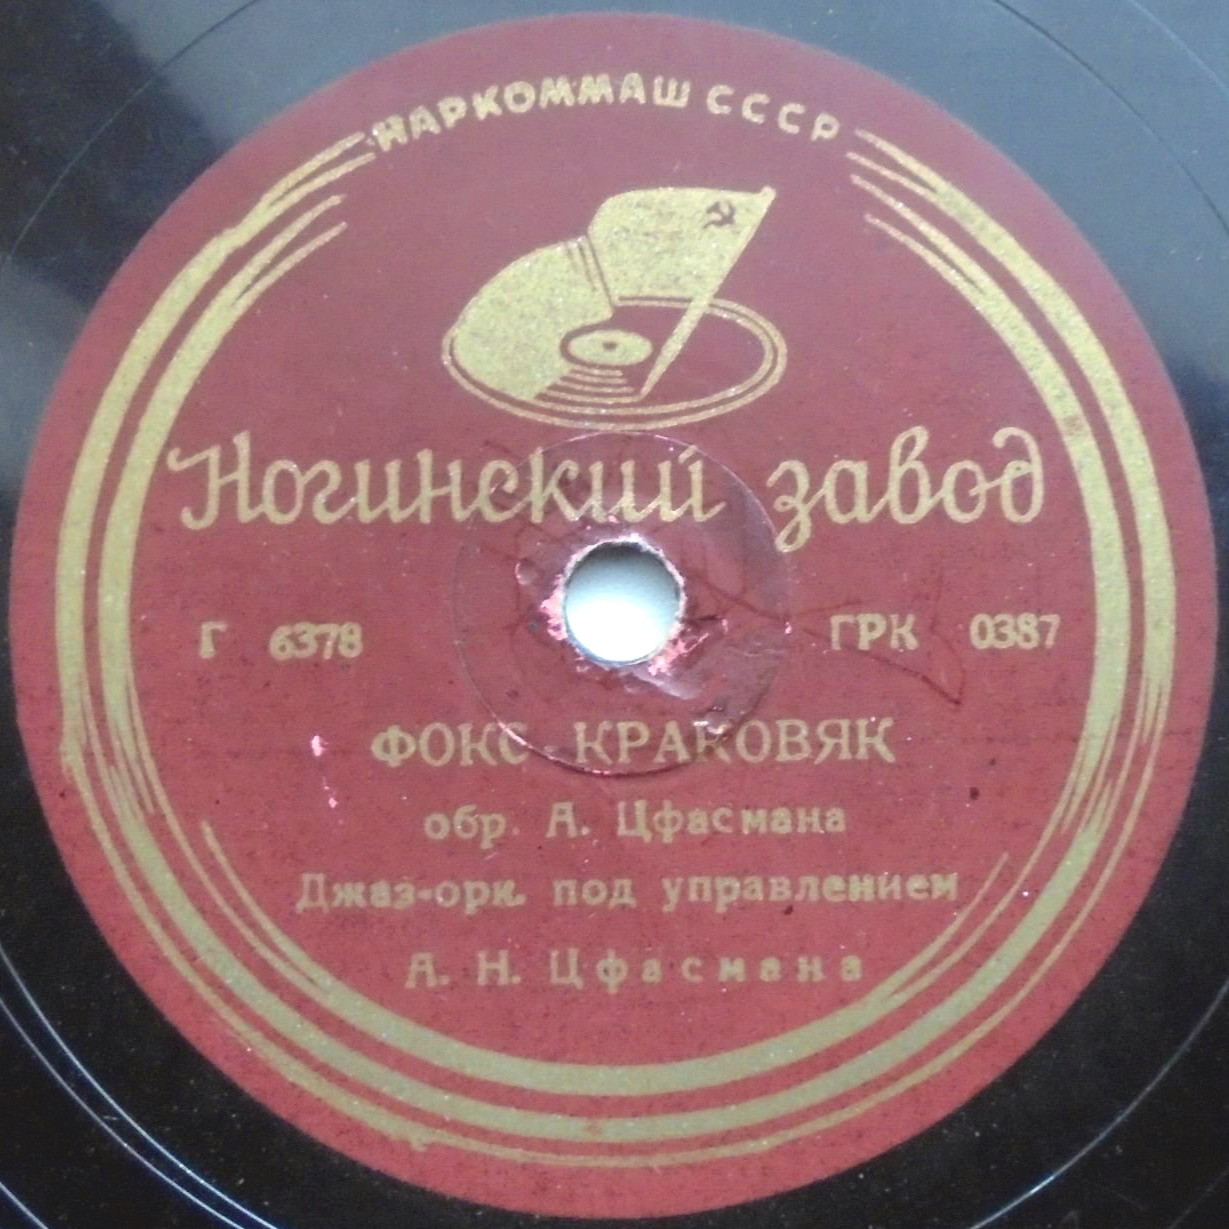 НАРКОММАШ СССР
Ногинский завод
Г 6378 ГРК 0387
ФОКС-КРАКОВЯК
обр. А. Цфасмана
Джаз-орк. под управлением
А. Н. Цфасмана